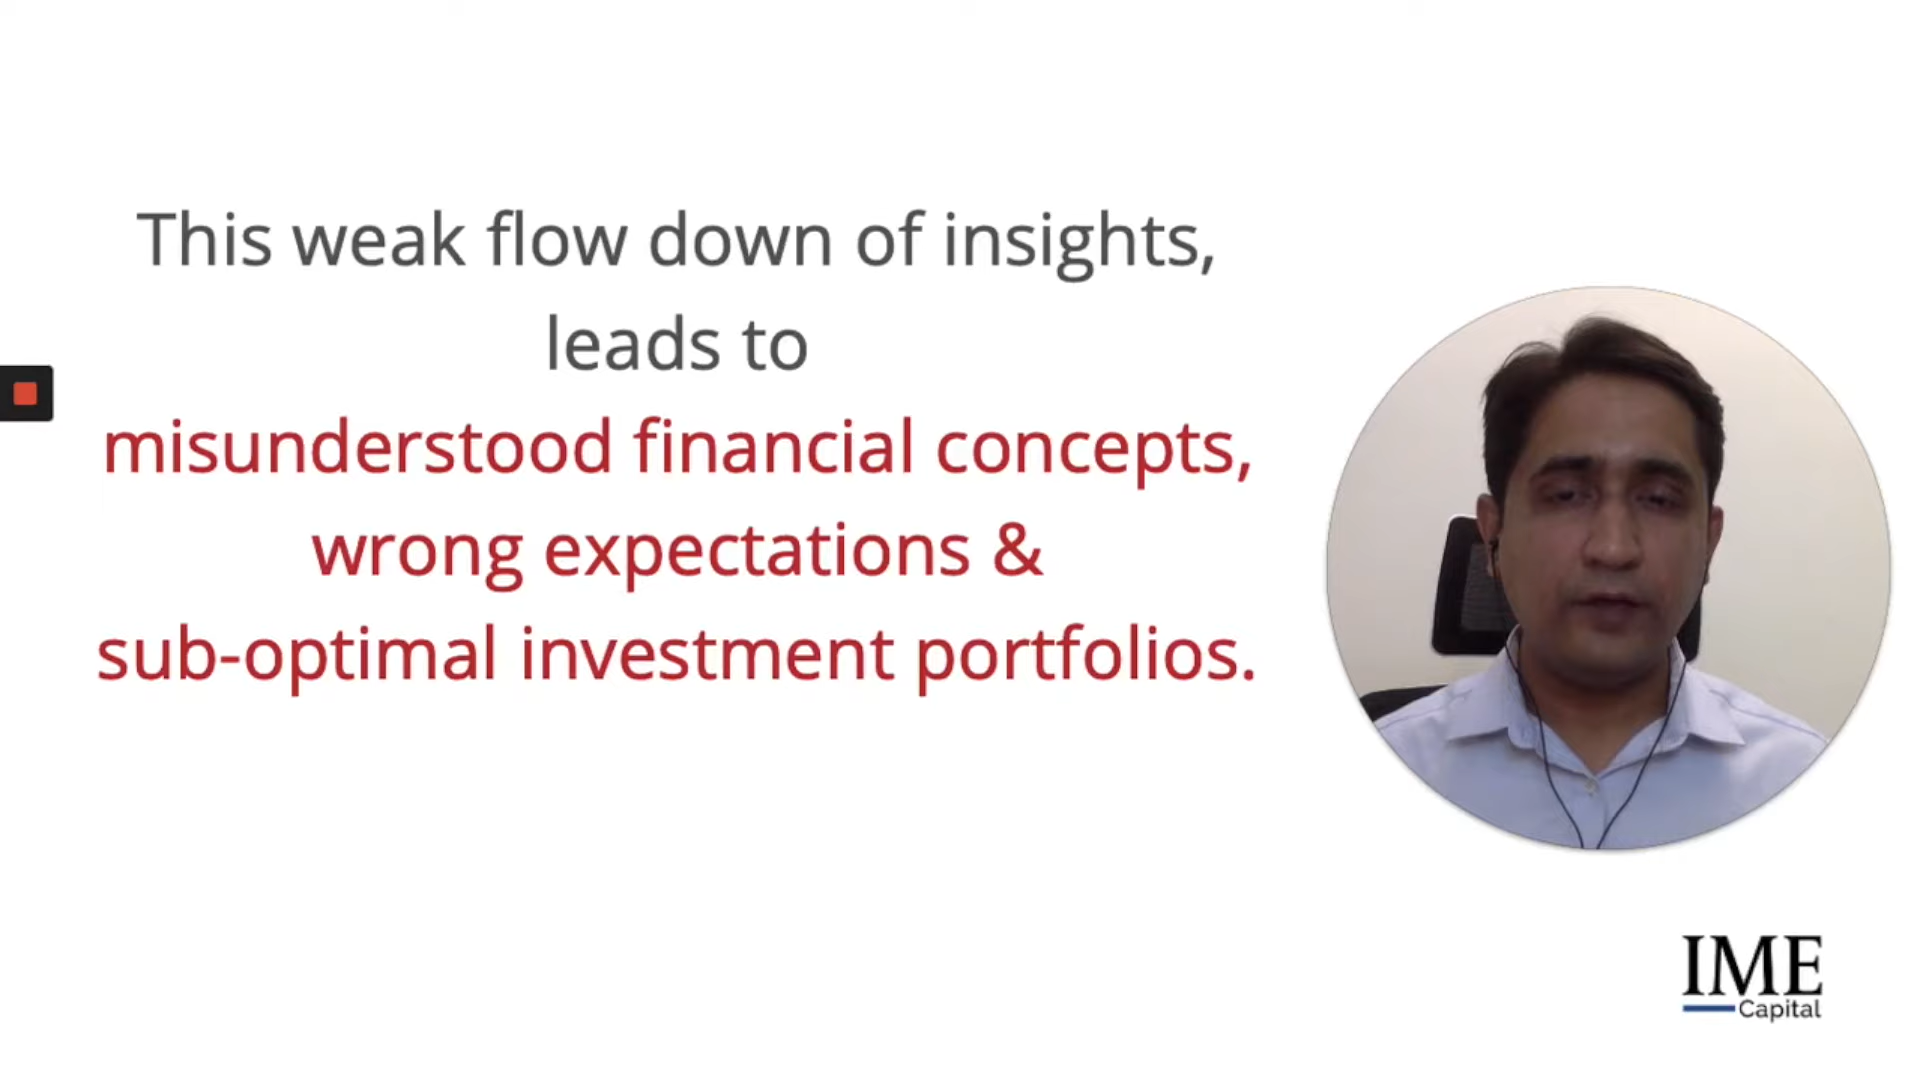 This weak flow down of insights,
leads to
misunderstood financial concepts,
wrong expectations &
sub-optimal investment portfolios.
IME
Capital